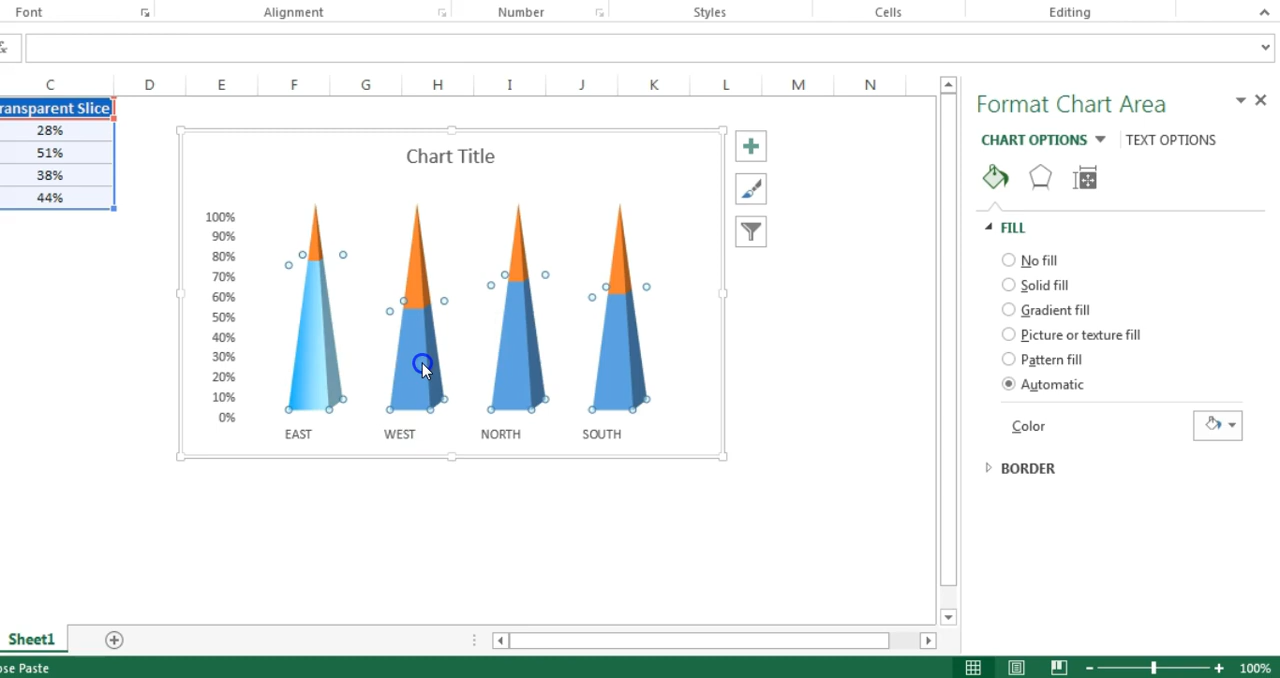 Font Alignment Number Styles Cells Editing
C D E F G H I J K L M N
ransparent Slice
28%
51%
38%
44%
Chart Title
100%
90%
80%
70%
60%
50%
40%
30%
20%
10%
0%
EAST WEST NORTH SOUTH
Format Chart Area
CHART OPTIONS TEXT OPTIONS
FILL
No fill
Solid fill
Gradient fill
Picture or texture fill
Pattern fill
Automatic
Color
BORDER
Sheet1
ose Paste
100%